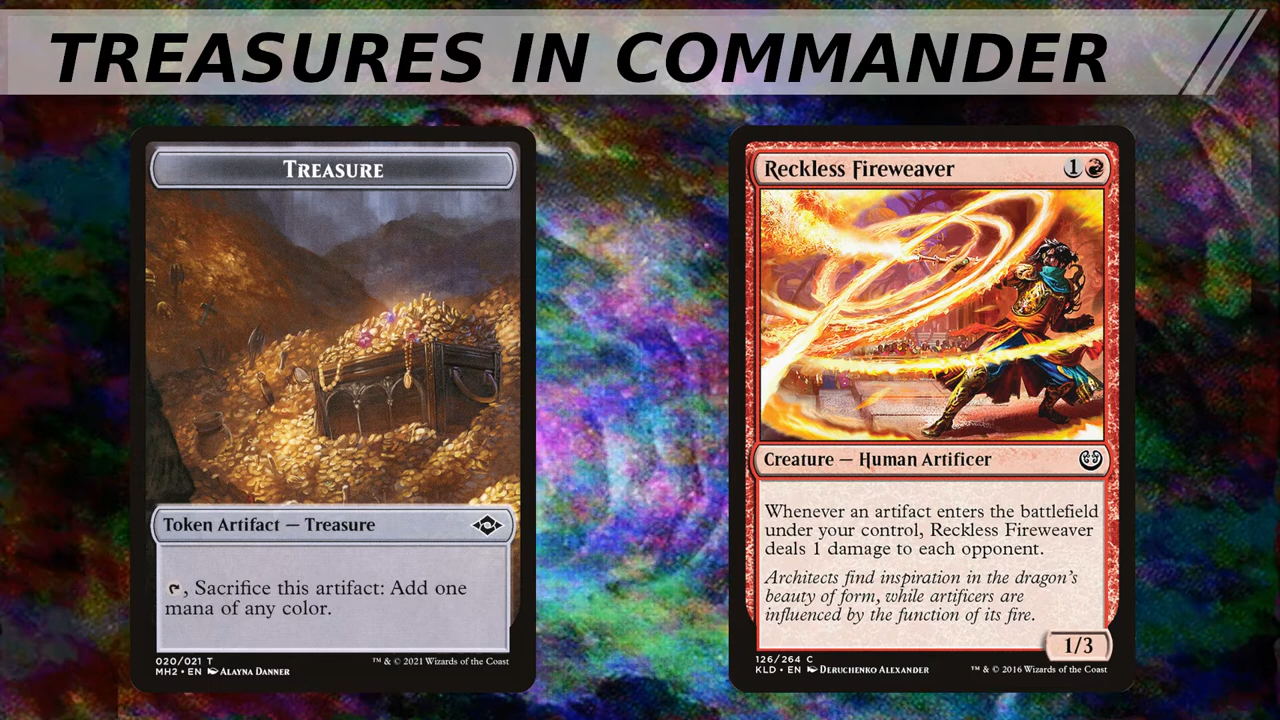 TREASURES IN COMMANDER
Treasure
Token Artifact — Treasure
, Sacrifice this artifact: Add one
mana of any color.
020/021 T
MH2 • EN Alayna Danner
™ & © 2021 Wizards of the Coast
Reckless Fireweaver
1
Creature — Human Artificer
Whenever an artifact enters the battlefield
under your control, Reckless Fireweaver
deals 1 damage to each opponent.
Architects find inspiration in the dragon's
beauty of form, while artificers are
influenced by the function of its fire.
1/3
126/264 C
KLD • EN Deruchenko Alexander
™ & © 2016 Wizards of the Coast